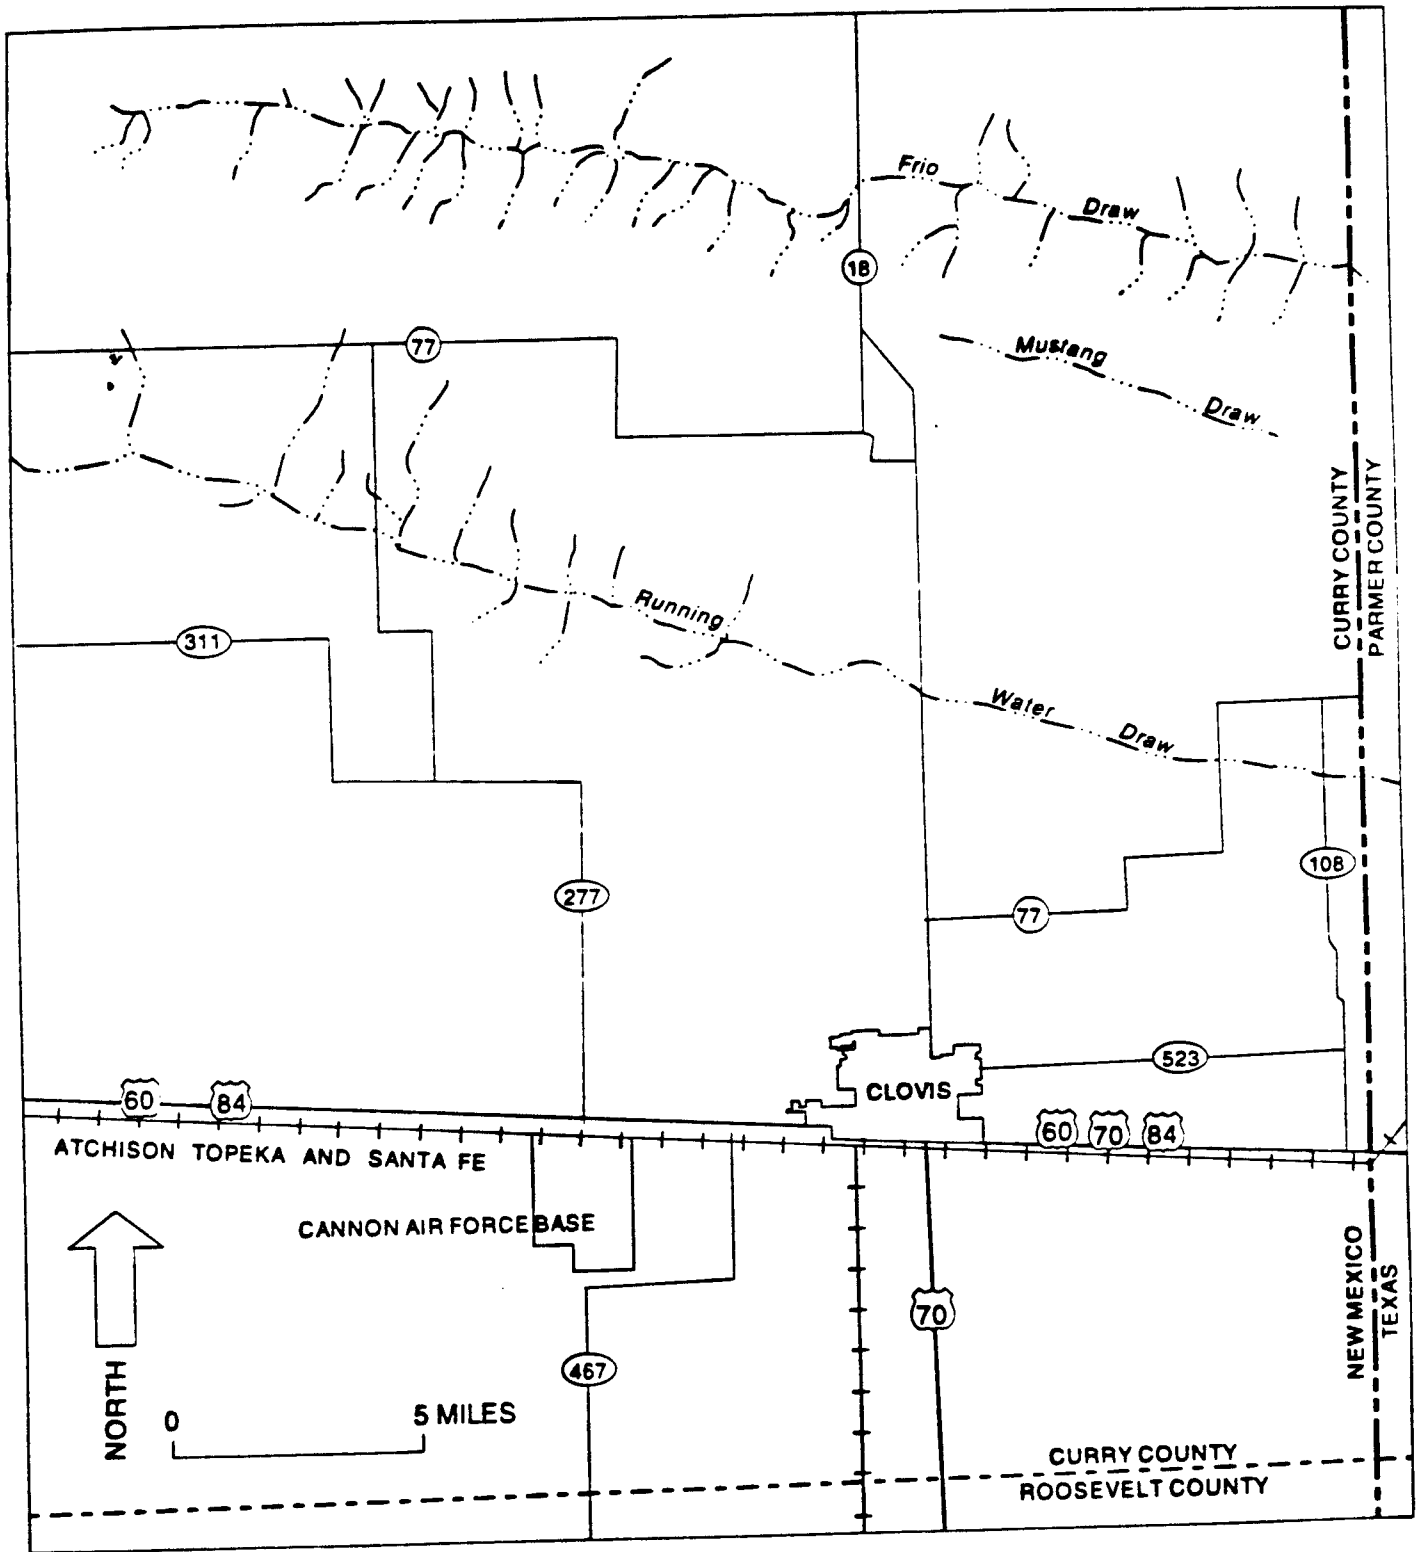 Frio
Draw
18
77
Mustang
Draw
CURRY COUNTY
PARMER COUNTY
Running
311
Water
Draw
108
277
77
523
CLOVIS
60
84
60
70
84
ATCHISON TOPEKA AND SANTA FE
CANNON AIR FORCE BASE
NEW MEXICO
TEXAS
70
467
NORTH
0
5 MILES
CURRY COUNTY
ROOSEVELT COUNTY